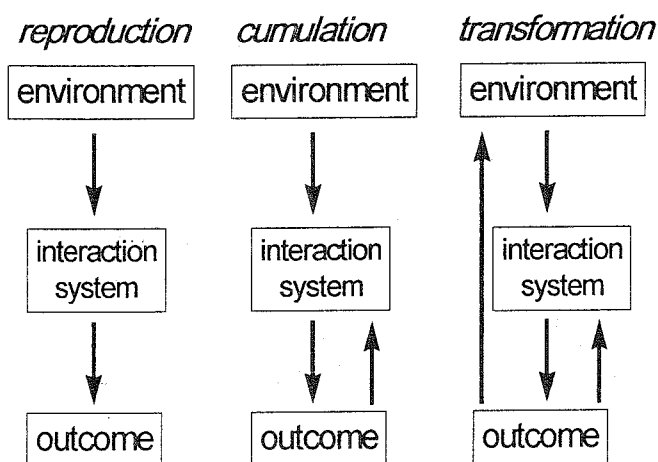 reproduction cumulation transformation
environment environment environment
interaction system interaction system interaction system
outcome outcome outcome